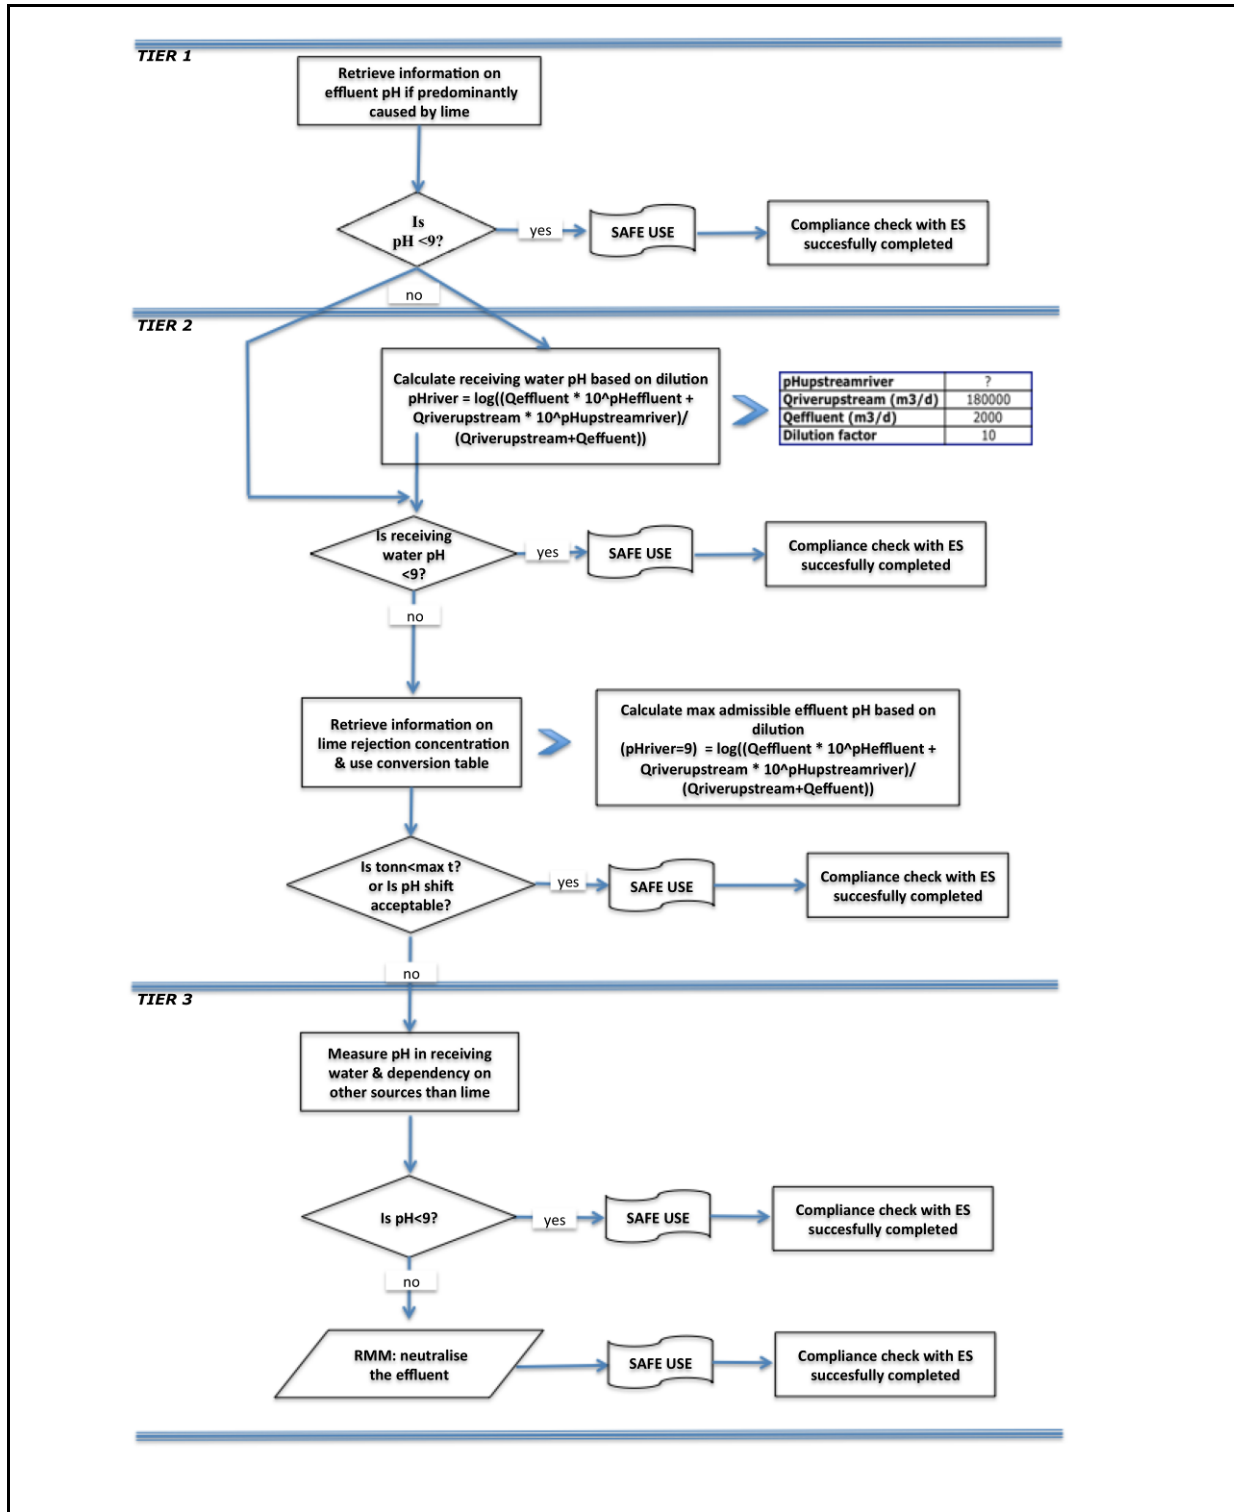 TIER 1
Retrieve information on
effluent pH if predominantly
caused by lime
Is
pH <9?
yes
SAFE USE
Compliance check with ES
succesfully completed
no
TIER 2
Calculate receiving water pH based on dilution
pHriver = log((Qeffluent * 10^pHeffluent +
Qriverupstream * 10^pHupstreamriver)/
(Qriverupstream+Qeffuent))
pHupstreamriver ?
Qriverupstream (m3/d) 180000
Qeffluent (m3/d) 2000
Dilution factor 10
Is receiving
water pH
<9?
yes
SAFE USE
Compliance check with ES
succesfully completed
no
Retrieve information on
lime rejection concentration
& use conversion table
Calculate max admissible effluent pH based on
dilution
(pHriver=9) = log((Qeffluent * 10^pHeffluent +
Qriverupstream * 10^pHupstreamriver)/
(Qriverupstream+Qeffuent))
Is tonn<max t?
or Is pH shift
acceptable?
yes
SAFE USE
Compliance check with ES
succesfully completed
no
TIER 3
Measure pH in receiving
water & dependency on
other sources than lime
Is pH<9?
yes
SAFE USE
Compliance check with ES
succesfully completed
no
RMM: neutralise
the effluent
SAFE USE
Compliance check with ES
succesfully completed